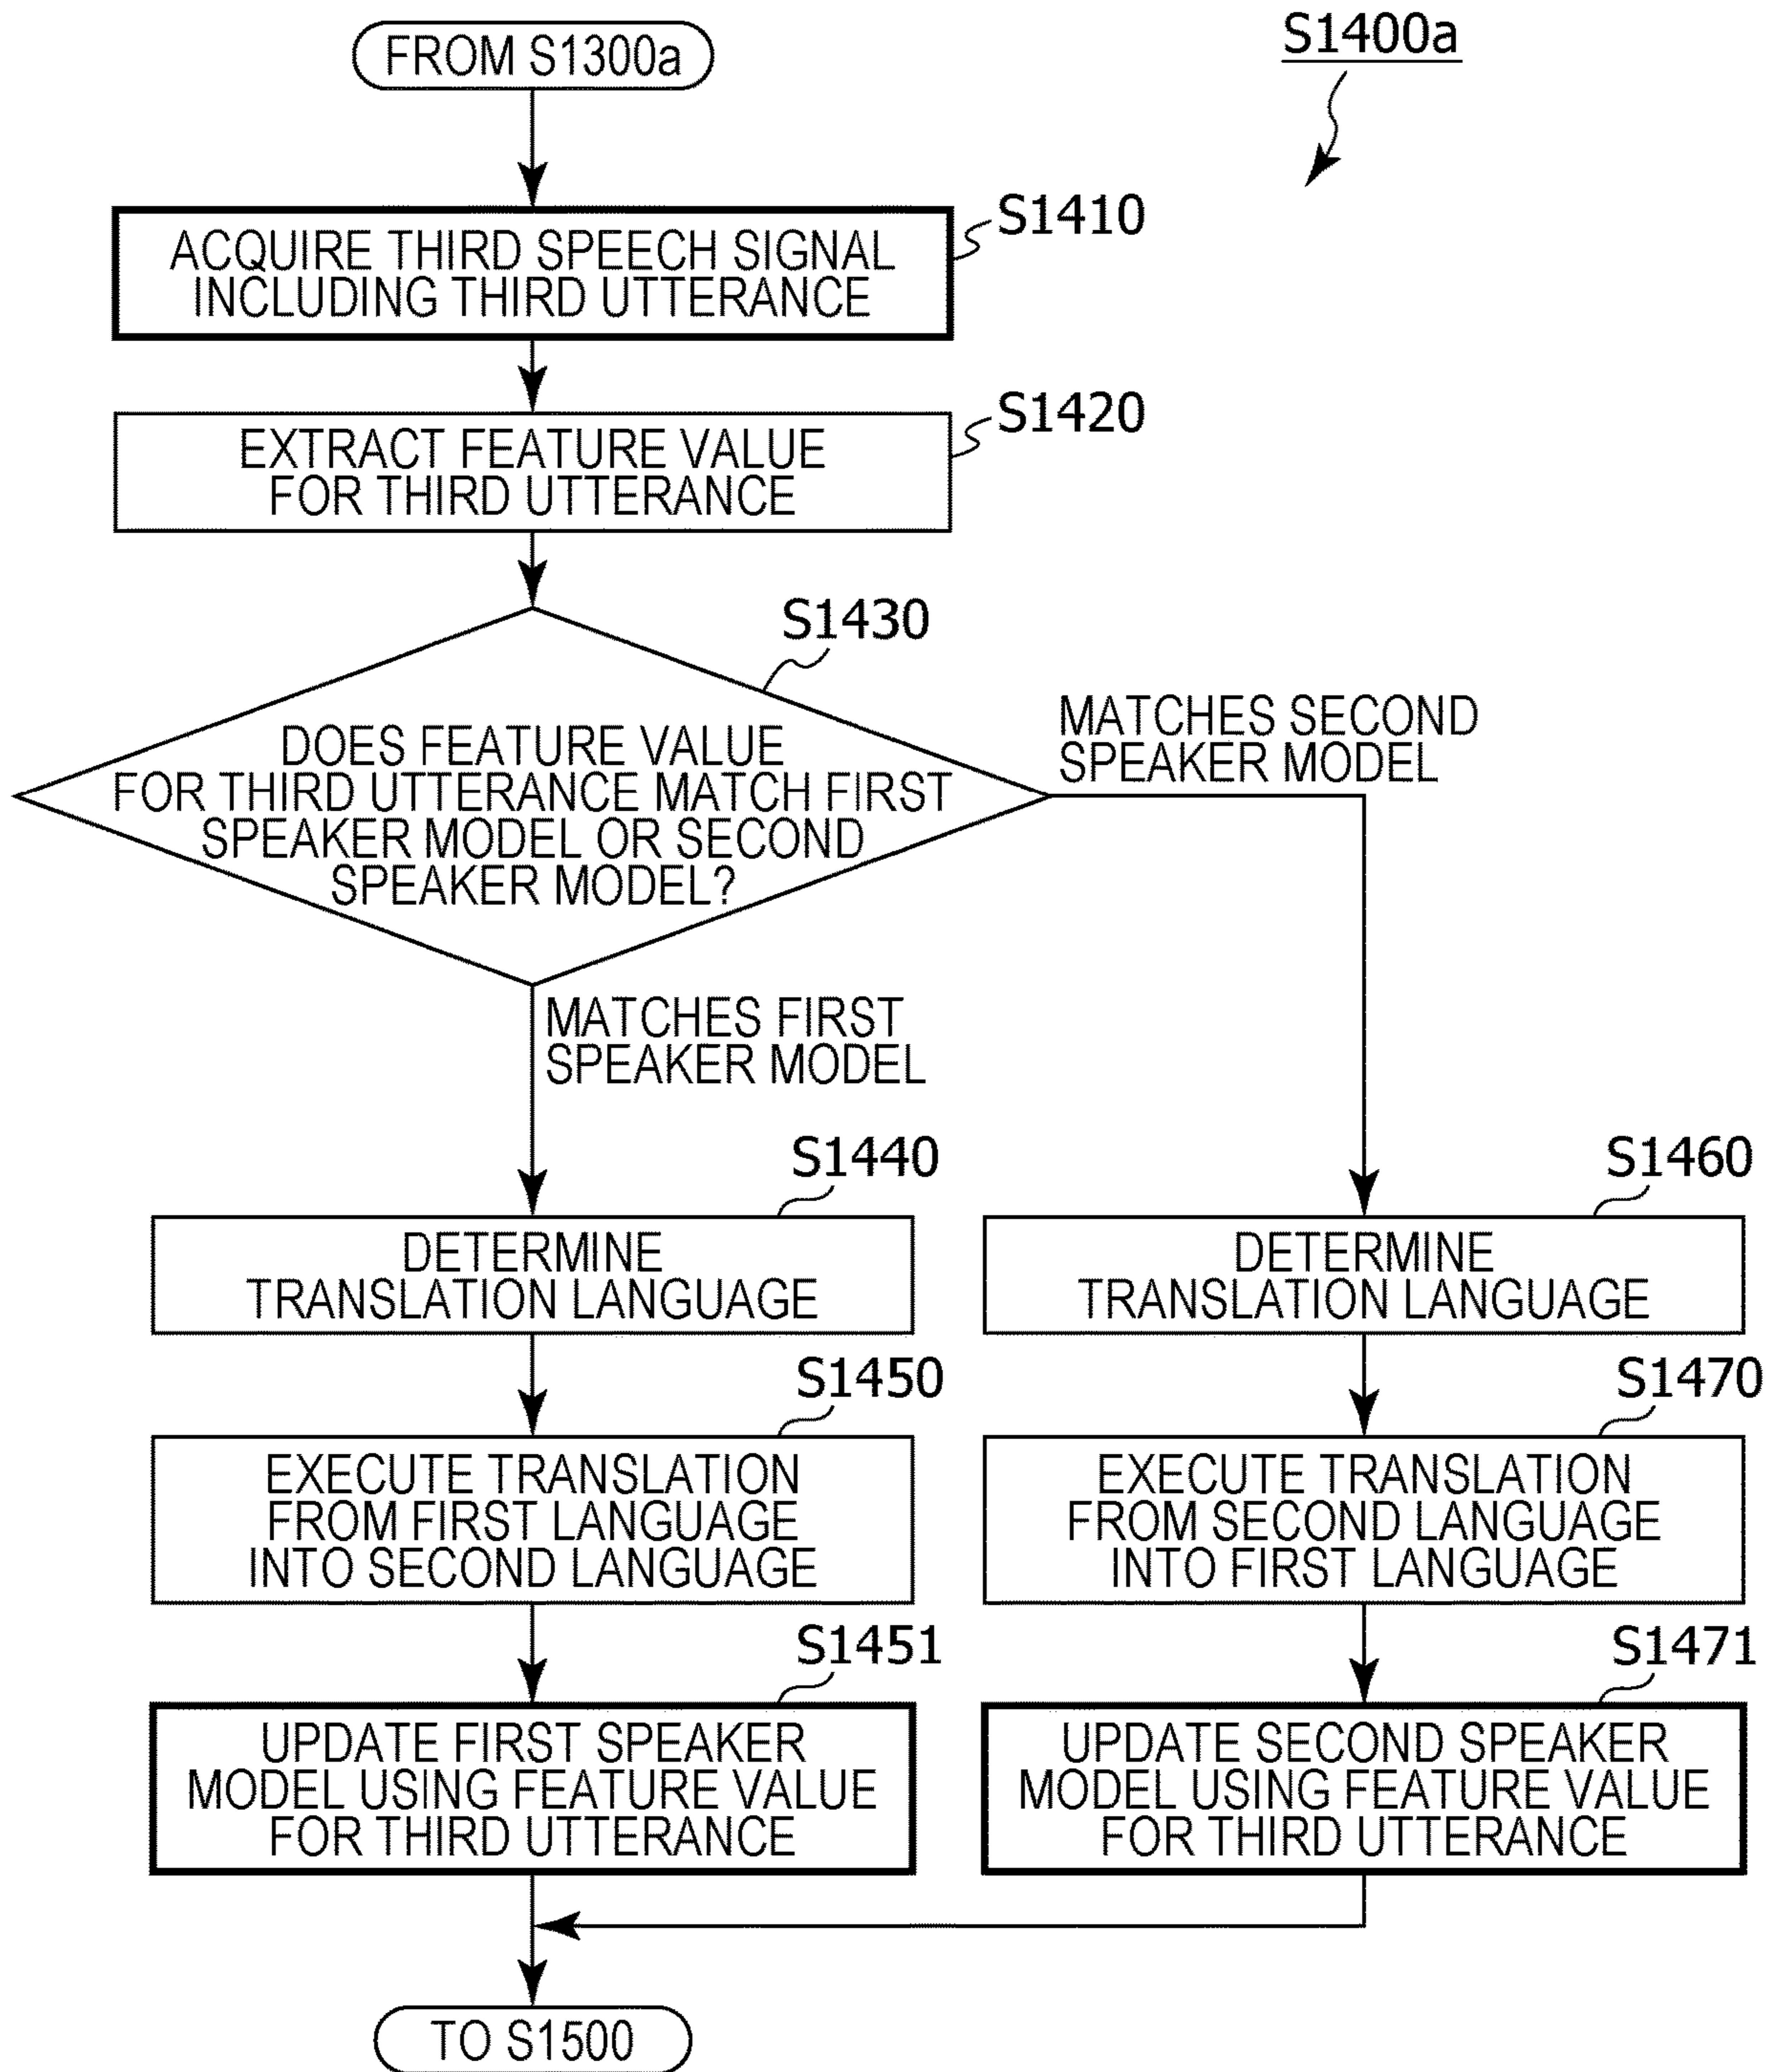 FROM S1300a
S1400a
S1410
ACQUIRE THIRD SPEECH SIGNAL
INCLUDING THIRD UTTERANCE
S1420
EXTRACT FEATURE VALUE
FOR THIRD UTTERANCE
S1430
DOES FEATURE VALUE
FOR THIRD UTTERANCE MATCH FIRST
SPEAKER MODEL OR SECOND
SPEAKER MODEL?
MATCHES SECOND
SPEAKER MODEL
MATCHES FIRST
SPEAKER MODEL
S1440
DETERMINE
TRANSLATION LANGUAGE
S1460
DETERMINE
TRANSLATION LANGUAGE
S1450
EXECUTE TRANSLATION
FROM FIRST LANGUAGE
INTO SECOND LANGUAGE
S1470
EXECUTE TRANSLATION
FROM SECOND LANGUAGE
INTO FIRST LANGUAGE
S1451
UPDATE FIRST SPEAKER
MODEL USING FEATURE VALUE
FOR THIRD UTTERANCE
S1471
UPDATE SECOND SPEAKER
MODEL USING FEATURE VALUE
FOR THIRD UTTERANCE
TO S1500